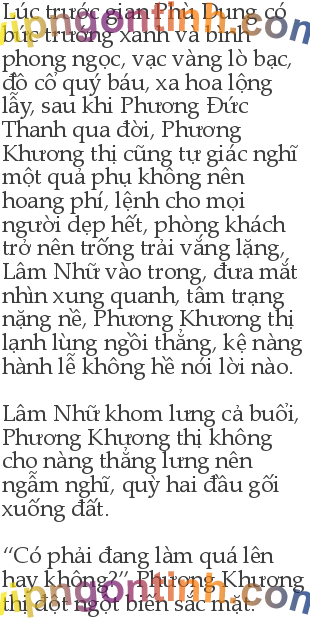 Lúc trước gian Phù Dung có
bức trướng xanh và bình
phong ngọc, vạc vàng lò bạc,
đồ cổ quý báu, xa hoa lộng
lẫy, sau khi Phương Đức
Thanh qua đời, Phương
Khương thị cũng tự giác nghĩ
một quả phụ không nên
hoang phí, lệnh cho mọi
người dẹp hết, phòng khách
trở nên trống trải vắng lặng,
Lâm Nhữ vào trong, đưa mắt
nhìn xung quanh, tâm trạng
nặng nề, Phương Khương thị
lạnh lùng ngồi thẳng, kệ nàng
hành lễ không hề nói lời nào.

Lâm Nhữ khom lưng cả buổi,
Phương Khương thị không
cho nàng thẳng lưng nên
ngẫm nghĩ, quỳ hai đầu gối
xuống đất.

“Có phải đang làm quá lên
hay không?” Phương Khương
thị đột ngột biến sắc mặt.
vipngontinh.com
vipngontinh.com